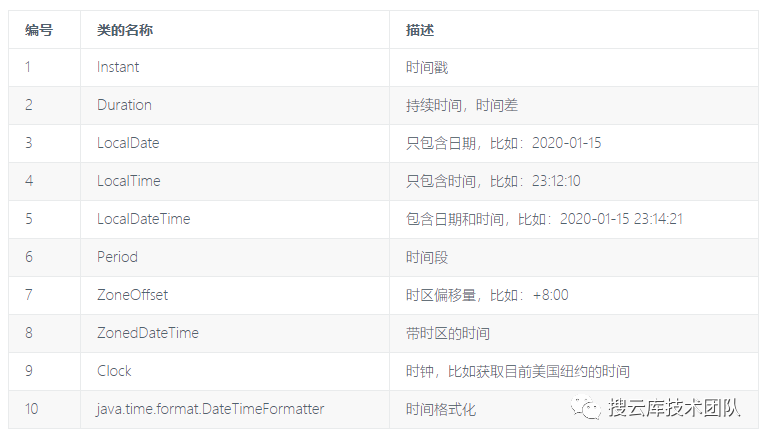 编号 类的名称 描述
1 Instant 时间戳
2 Duration 持续时间，时间差
3 LocalDate 只包含日期，比如：2020-01-15
4 LocalTime 只包含时间，比如：23:12:10
5 LocalDateTime 包含日期和时间，比如：2020-01-15 23:14:21
6 Period 时间段
7 ZoneOffset 时区偏移量，比如：+8:00
8 ZonedDateTime 带时区的时间
9 Clock 时钟，比如获取目前美国纽约的时间
10 java.time.format.DateTimeFormatter 时间格式化
搜云库技术团队